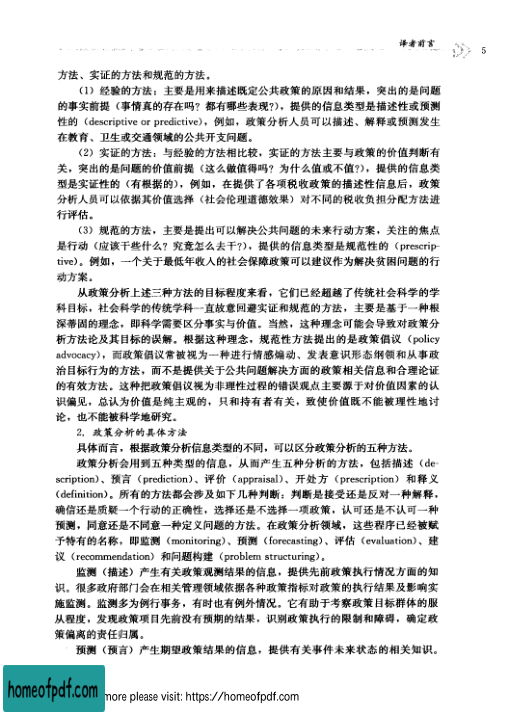 译者前言
5
方法、实证的方法和规范的方法。
（1）经验的方法：主要是用来描述既定公共政策的原因和结果，突出的是问题
的事实前提（事情真的存在吗？都有哪些表现？），提供的信息类型是描述性或预测
性的（descriptive or predictive），例如，政策分析人员可以描述、解释或预测发生
在教育、卫生或交通领域的公共开支问题。
（2）实证的方法：与经验的方法相比较，实证的方法主要与政策的价值判断有
关，突出的是问题的价值前提（这么做值得吗？为什么值或不值？），提供的信息类
型是实证性的（有根据的），例如，在提供了各项税收政策的描述性信息后，政策
分析人员可以依据其价值选择（社会伦理道德效果）对不同的税收负担分配方法进
行评估。
（3）规范的方法，主要是提出可以解决公共问题的未来行动方案，关注的焦点
是行动（应该干些什么？究竟怎么去干？），提供的信息类型是规范性的（prescrip-
tive）。例如，一个关于最低年收入的社会保障政策可以建议作为解决贫困问题的行
动方案。
从政策分析上述三种方法的目标程度来看，它们已经超越了传统社会科学的学
科目标，社会科学的传统学科一直故意回避实证和规范的方法，主要是基于一种根
深蒂固的理念，即科学需要区分事实与价值。当然，这种理念可能会导致对政策分
析方法论及其目标的误解。根据这种理念，规范性方法提出的是政策倡议（policy
advocacy），而政策倡议常被视为一种进行情感煽动、发表意识形态纲领和从事政
治目标行为的方法，而不是提供关于公共问题解决方面的政策相关信息和合理论证
的有效方法。这种把政策倡议视为非理性过程的错误观点主要源于对价值因素的认
识偏见，总认为价值是纯主观的，只和持有者有关，致使价值既不能被理性地讨
论，也不能被科学地研究。
2. 政策分析的具体方法
具体而言，根据政策分析信息类型的不同，可以区分政策分析的五种方法。
政策分析会用到五种类型的信息，从而产生五种分析的方法，包括描述（de-
scription）、预言（prediction）、评价（appraisal）、开处方（prescription）和释义
（definition）。所有的方法都会涉及如下几种判断：判断是接受还是反对一种解释，
确信还是质疑一个行动的正确性，选择还是不选择一项政策，认可还是不认可一种
预测，同意还是不同意一种定义问题的方法。在政策分析领域，这些程序已经被赋
予特有的名称，即监测（monitoring）、预测（forecasting）、评估（evaluation）、建
议（recommendation）和问题构建（problem structuring）。
监测（描述）产生有关政策观测结果的信息，提供先前政策执行情况方面的知
识。很多政府部门会在相关管理领域依据各种政策指标对政策的执行结果及影响实
施监测。监测多为例行事务，有时也有例外情况。它有助于考察政策目标群体的服
从程度，发现政策项目先前没有预期的结果，识别政策执行的限制和障碍，确定政
策偏离的责任归属。
预测（预言）产生期望政策结果的信息，提供有关事件未来状态的相关知识。
homeofpdf.com
more please visit: https://homeofpdf.com